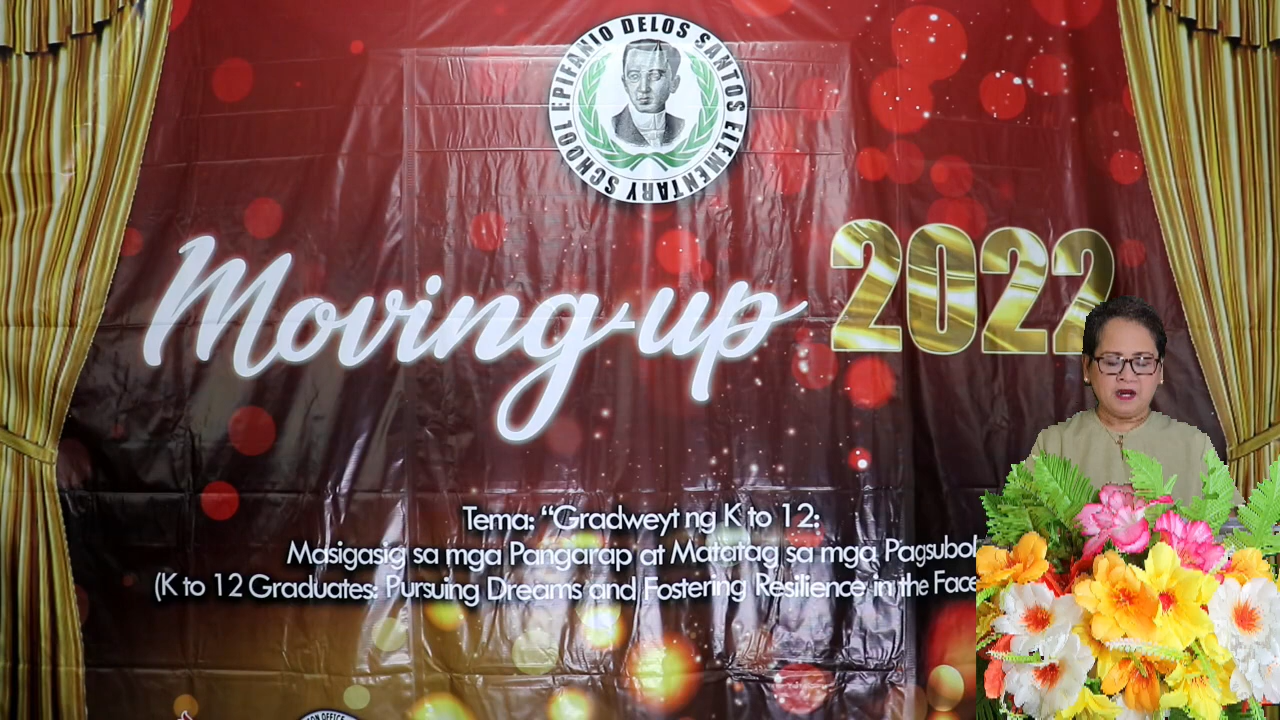 EPIFANIO DELOS SANTOS ELEMENTARY SCHOOL
Moving-up 2022
Tema: “Gradweyt ng K to 12:
Masigasig sa mga Pangarap at Matatag sa mga
(K to 12 Graduates: Pursuing Dreams and Fostering Resilience in the Face
OFFICE